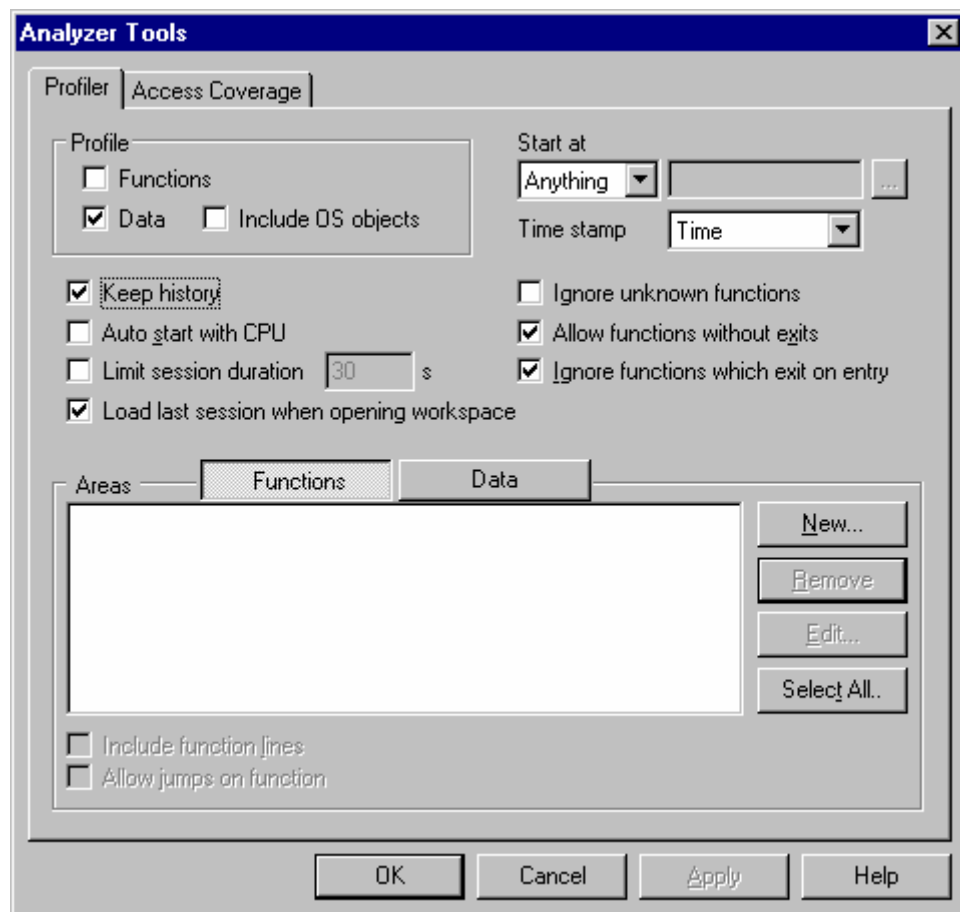 Analyzer Tools
Profiler Access Coverage
Profile
Functions
Data Include OS objects
Start at
Anything ...
Time stamp Time
Keep history
Auto start with CPU
Limit session duration 30 s
Load last session when opening workspace
Ignore unknown functions
Allow functions without exits
Ignore functions which exit on entry
Areas Functions Data
New...
Remove
Edit...
Select All..
Include function lines
Allow jumps on function
OK Cancel Apply Help